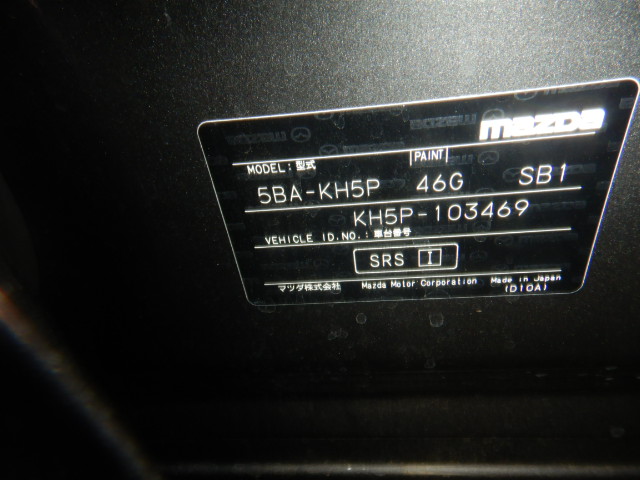 mazda
MODEL:型式 PAINT
5BA-KH5P 46G SB1
KH5P-103469
VEHICLE ID.NO.:車台番号
SRS I
マツダ株式会社 Mazda Motor Corporation Made in Japan
(D10A)